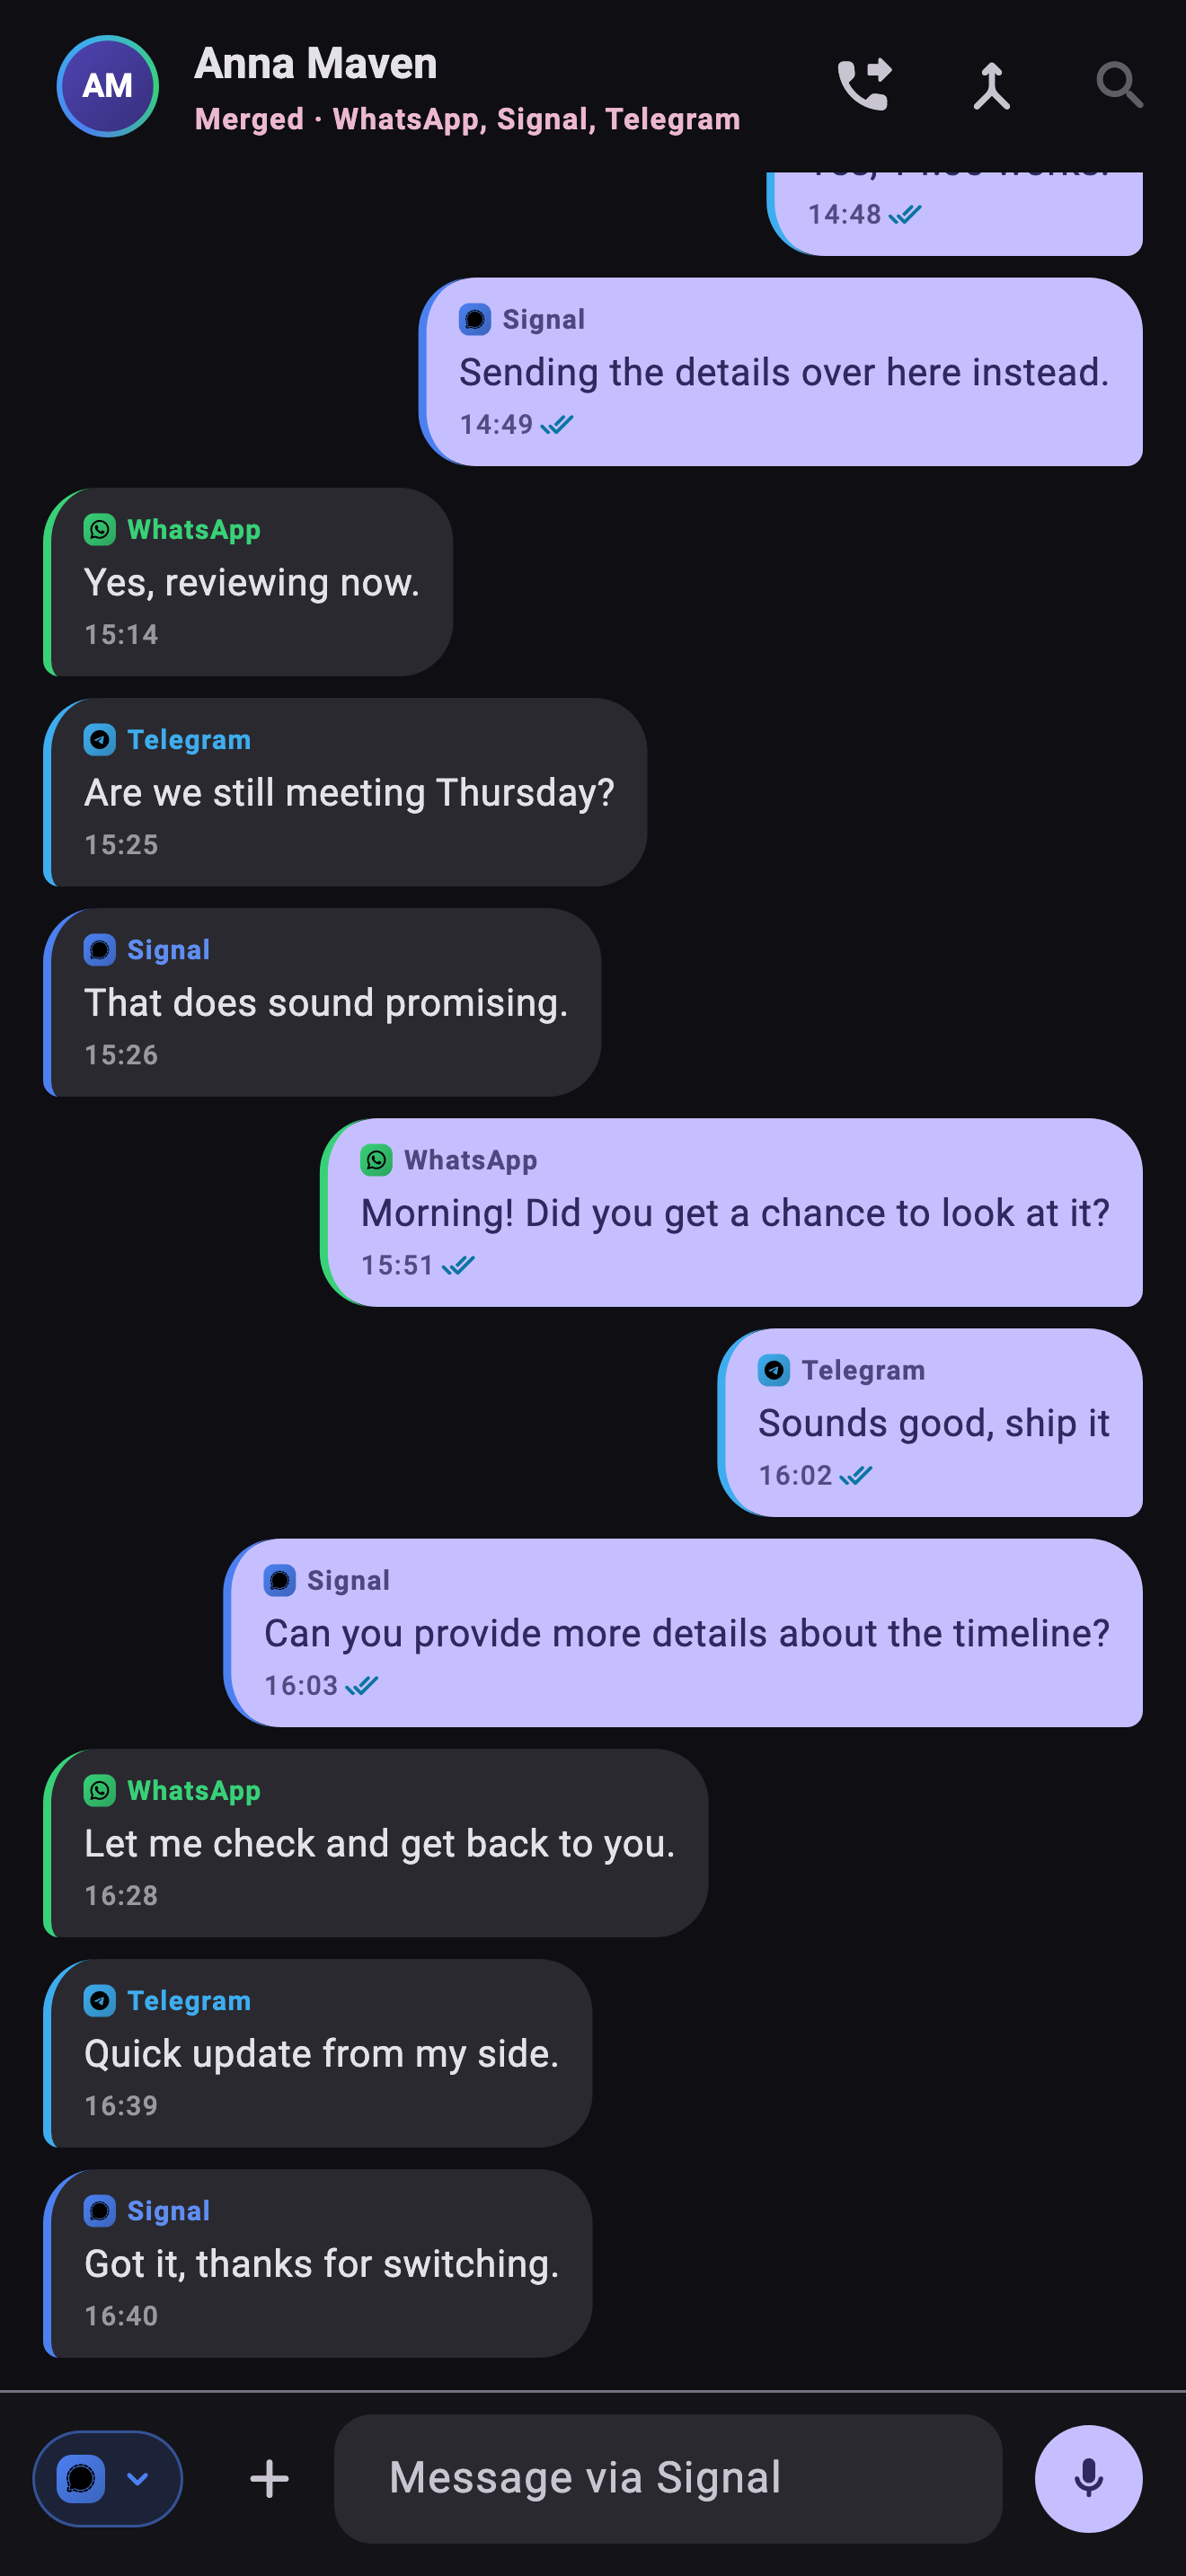 AM
Anna Maven
Merged · WhatsApp, Signal, Telegram
14:48
Signal
Sending the details over here instead.
14:49
WhatsApp
Yes, reviewing now.
15:14
Telegram
Are we still meeting Thursday?
15:25
Signal
That does sound promising.
15:26
WhatsApp
Morning! Did you get a chance to look at it?
15:51
Telegram
Sounds good, ship it
16:02
Signal
Can you provide more details about the timeline?
16:03
WhatsApp
Let me check and get back to you.
16:28
Telegram
Quick update from my side.
16:39
Signal
Got it, thanks for switching.
16:40
Message via Signal